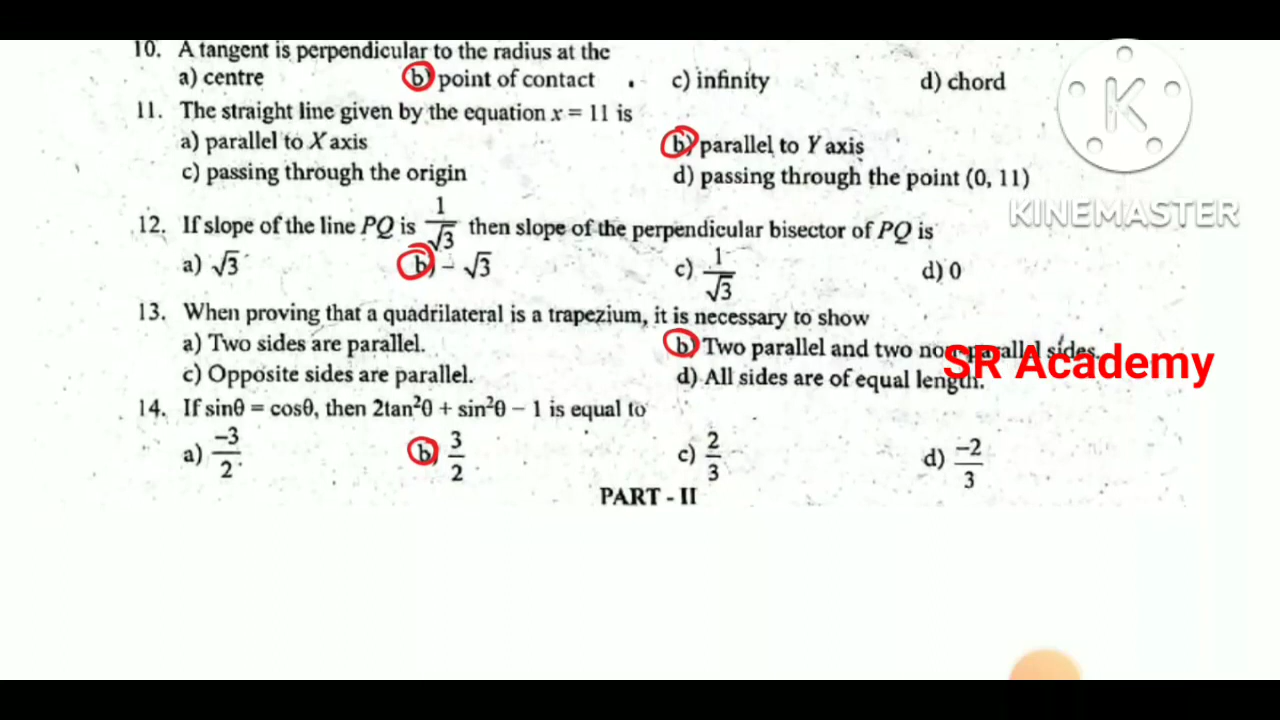 10. A tangent is perpendicular to the radius at the
a) centre b) point of contact c) infinity d) chord
11. The straight line given by the equation x = 11 is
a) parallel to X axis b) parallel to Y axis
c) passing through the origin d) passing through the point (0, 11)
KINEMASTER
12. If slope of the line PQ is 1/√3 then slope of the perpendicular bisector of PQ is
a) √3 b) – √3 c) 1/√3 d) 0
13. When proving that a quadrilateral is a trapezium, it is necessary to show
a) Two sides are parallel. b) Two parallel and two non-parallel sides.
SR Academy
c) Opposite sides are parallel. d) All sides are of equal length.
14. If sinθ = cosθ, then 2tan²θ + sin²θ – 1 is equal to
a) –3/2 b) 3/2 c) 2/3 d) –2/3
PART - II